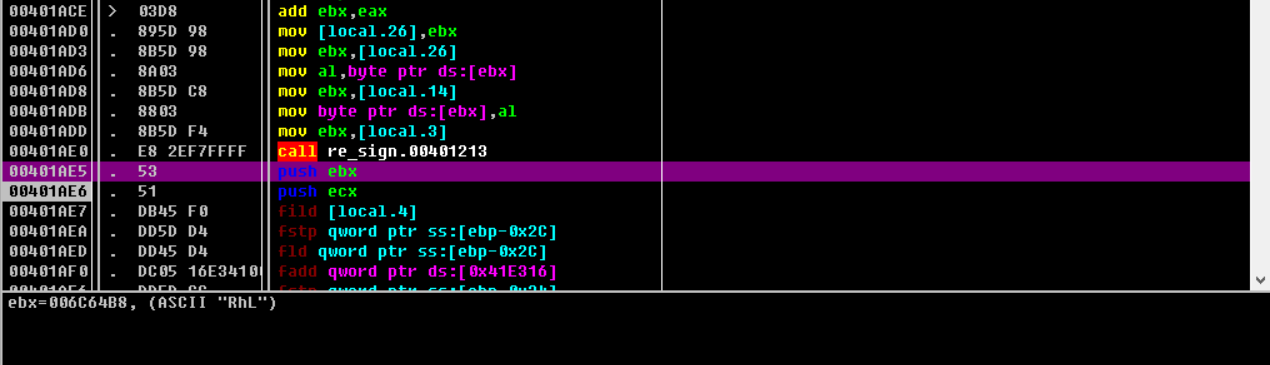 00401ACE > 03D8 add ebx,eax
00401AD0 . 895D 98 mov [local.26],ebx
00401AD3 . 8B5D 98 mov ebx,[local.26]
00401AD6 . 8A03 mov al,byte ptr ds:[ebx]
00401AD8 . 8B5D C8 mov ebx,[local.14]
00401ADB . 8803 mov byte ptr ds:[ebx],al
00401ADD . 8B5D F4 mov ebx,[local.3]
00401AE0 . E8 2EF7FFFF call re_sign.00401213
00401AE5 . 53 push ebx
00401AE6 . 51 push ecx
00401AE7 . DB45 F0 fild [local.4]
00401AEA . DD5D D4 fstp qword ptr ss:[ebp-0x2C]
00401AED . DD45 D4 fld qword ptr ss:[ebp-0x2C]
00401AF0 . DC05 16E34100 fadd qword ptr ds:[0x41E316]
ebx=006C64B8, (ASCII "RhL")